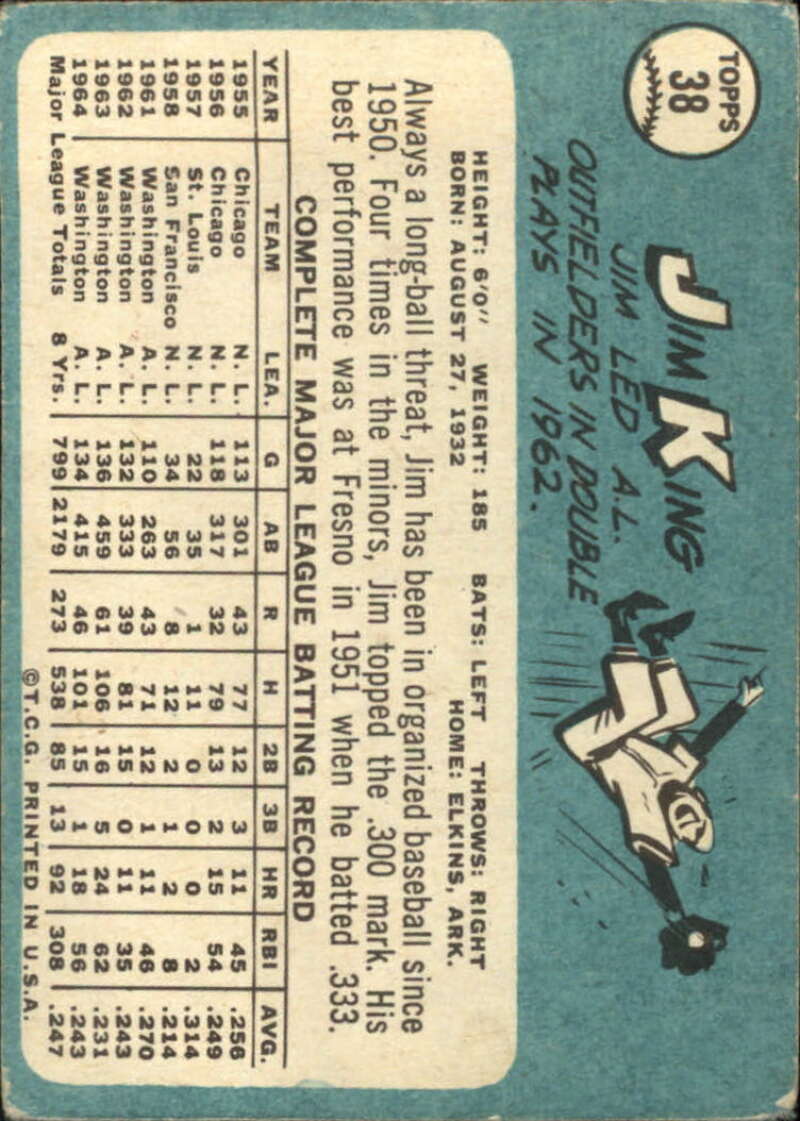 TOPPS
38
JIM KING
JIM LED A.L.
OUTFIELDERS IN DOUBLE
PLAYS IN 1962.
HEIGHT: 6'0" WEIGHT: 185 BATS: LEFT THROWS: RIGHT
BORN: AUGUST 27, 1932 HOME: ELKINS, ARK.
Always a long-ball threat, Jim has been in organized baseball since
1950. Four times in the minors, Jim topped the .300 mark. His
best performance was at Fresno in 1951 when he batted .333.
COMPLETE MAJOR LEAGUE BATTING RECORD
YEAR TEAM LEA. G AB R H 2B 3B HR RBI AVG.
1955 Chicago N. L. 113 301 43 77 12 3 11 45 .256
1956 Chicago N. L. 118 317 32 79 13 2 15 54 .249
1957 St. Louis N. L. 22 35 1 11 0 0 0 2 .314
1958 San Francisco N. L. 34 56 8 12 2 1 2 8 .214
1961 Washington A. L. 110 263 43 71 12 1 11 46 .270
1962 Washington A. L. 132 333 39 81 15 0 11 35 .243
1963 Washington A. L. 136 459 61 106 16 5 24 62 .231
1964 Washington A. L. 134 415 46 101 15 1 18 56 .243
Major League Totals 8 Yrs. 799 2179 273 538 85 13 92 308 .247
©T.C.G. PRINTED IN U.S.A.